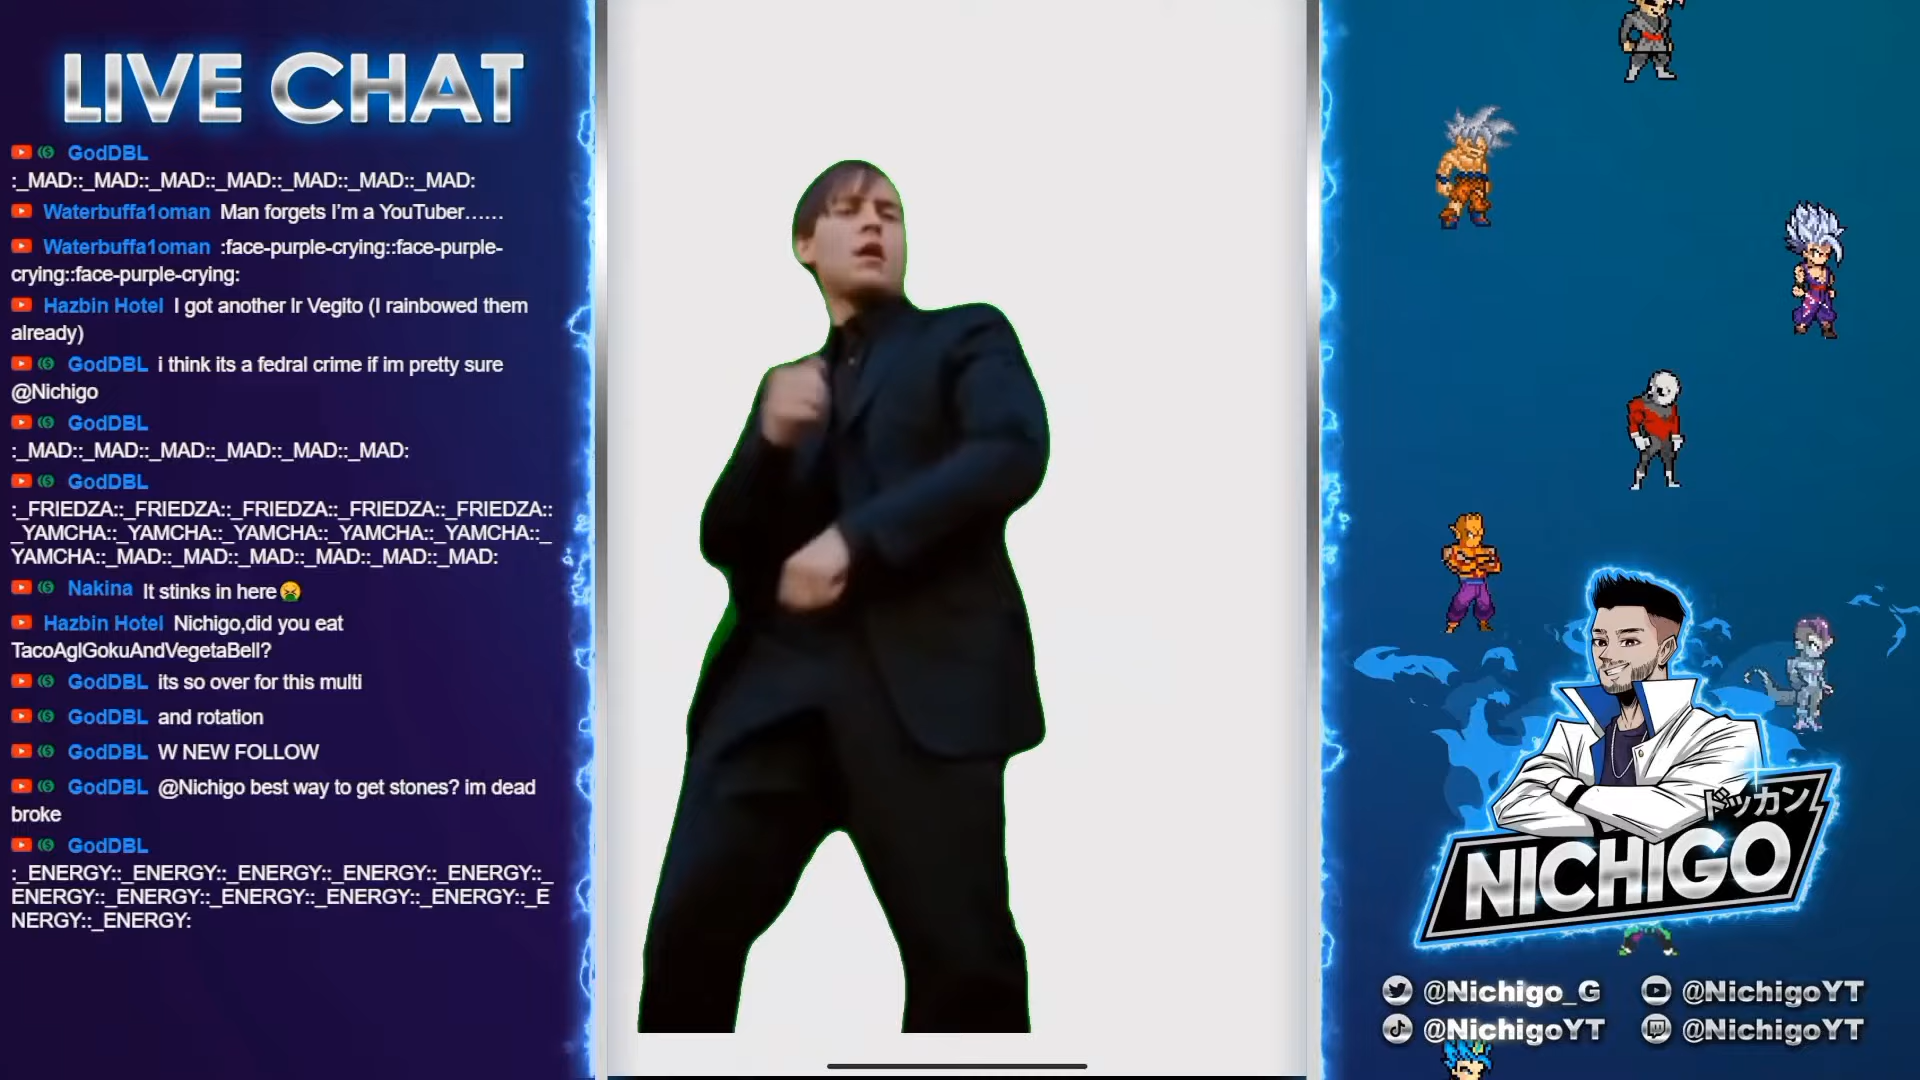 LIVE CHAT
GodDBL
:_MAD::_MAD::_MAD::_MAD::_MAD::_MAD::_MAD:
Waterbuffa1oman Man forgets I'm a YouTuber……
Waterbuffa1oman :face-purple-crying::face-purple-
crying::face-purple-crying:
Hazbin Hotel I got another lr Vegito (I rainbowed them
already)
GodDBL i think its a fedral crime if im pretty sure
@Nichigo
GodDBL
:_MAD::_MAD::_MAD::_MAD::_MAD::_MAD:
GodDBL
:_FRIEDZA::_FRIEDZA::_FRIEDZA::_FRIEDZA::_FRIEDZA::
_YAMCHA::_YAMCHA::_YAMCHA::_YAMCHA::_YAMCHA::_
YAMCHA::_MAD::_MAD::_MAD::_MAD::_MAD::_MAD:
Nakina It stinks in here🤮
Hazbin Hotel Nichigo,did you eat
TacoAglGokuAndVegetaBell?
GodDBL its so over for this multi
GodDBL and rotation
GodDBL W NEW FOLLOW
GodDBL @Nichigo best way to get stones? im dead
broke
GodDBL
:_ENERGY::_ENERGY::_ENERGY::_ENERGY::_ENERGY::_
ENERGY::_ENERGY::_ENERGY::_ENERGY::_ENERGY::_E
NERGY::_ENERGY:
ドッカン
NICHIGO
@Nichigo_G @NichigoYT
@NichigoYT @NichigoYT